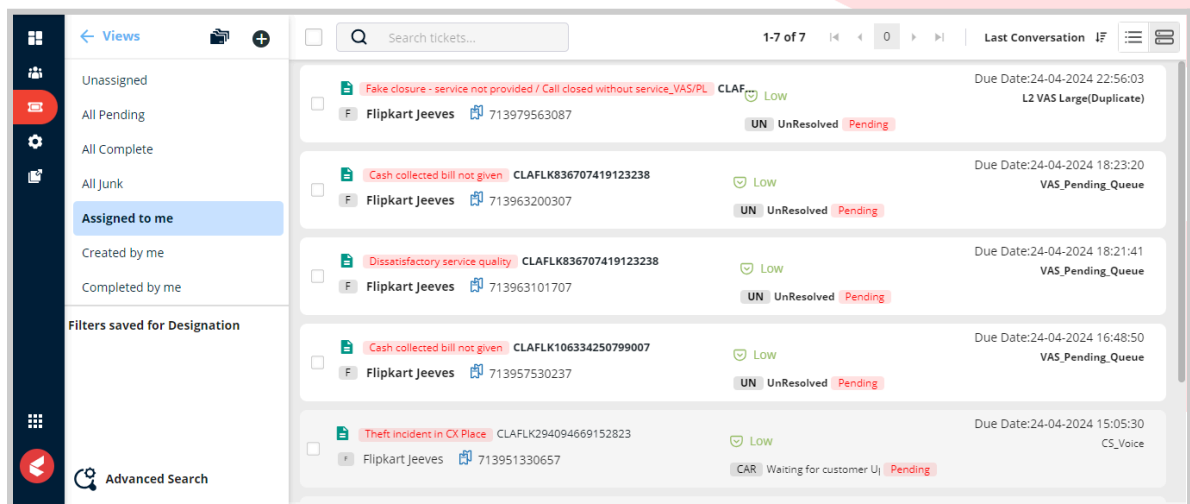 Views
Search tickets...
1-7 of 7
0
Last Conversation
Unassigned
All Pending
All Complete
All Junk
Assigned to me
Created by me
Completed by me
Filters saved for Designation
Advanced Search
Fake closure - service not provided / Call closed without service_VAS/PL CLAF...
Low
Due Date:24-04-2024 22:56:03
L2 VAS Large(Duplicate)
F Flipkart Jeeves 713979563087
UN UnResolved Pending
Cash collected bill not given CLAFLK836707419123238
Low
Due Date:24-04-2024 18:23:20
VAS_Pending_Queue
F Flipkart Jeeves 713963200307
UN UnResolved Pending
Dissatisfactory service quality CLAFLK836707419123238
Low
Due Date:24-04-2024 18:21:41
VAS_Pending_Queue
F Flipkart Jeeves 713963101707
UN UnResolved Pending
Cash collected bill not given CLAFLK106334250799007
Low
Due Date:24-04-2024 16:48:50
VAS_Pending_Queue
F Flipkart Jeeves 713957530237
UN UnResolved Pending
Theft incident in CX Place CLAFLK294094669152823
Low
Due Date:24-04-2024 15:05:30
CS_Voice
F Flipkart Jeeves 713951330657
CAR Waiting for customer U Pending